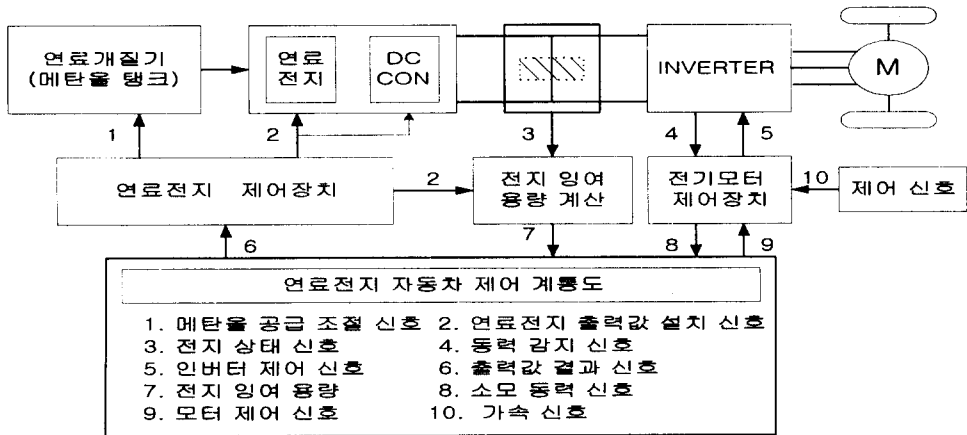 연료개질기
(메탄올 탱크)
연료
전지
DC
CON
INVERTER
M
1
2
3
4
5
연료전지 제어장치
2
전지 잉여
용량 계산
전기모터
제어장치
10
제어 신호
6
7
8
9
연료전지 자동차 제어 계통도
1. 메탄올 공급 조절 신호
2. 연료전지 출력값 설치 신호
3. 전지 상태 신호
4. 동력 감지 신호
5. 인버터 제어 신호
6. 출력값 결과 신호
7. 전지 잉여 용량
8. 소모 동력 신호
9. 모터 제어 신호
10. 가속 신호